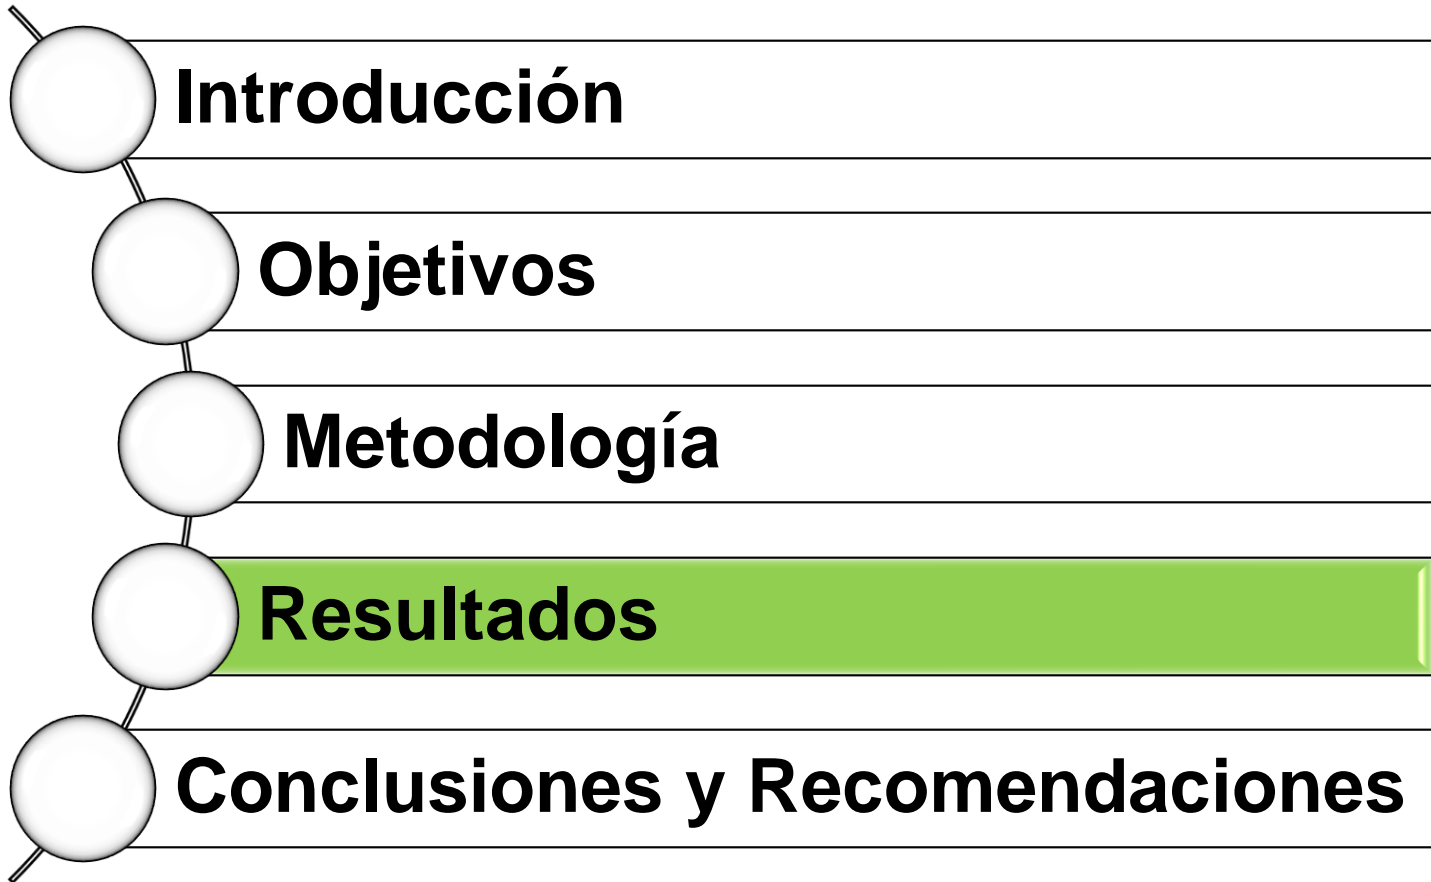 Introducción
Objetivos
Metodología
Resultados
Conclusiones y Recomendaciones